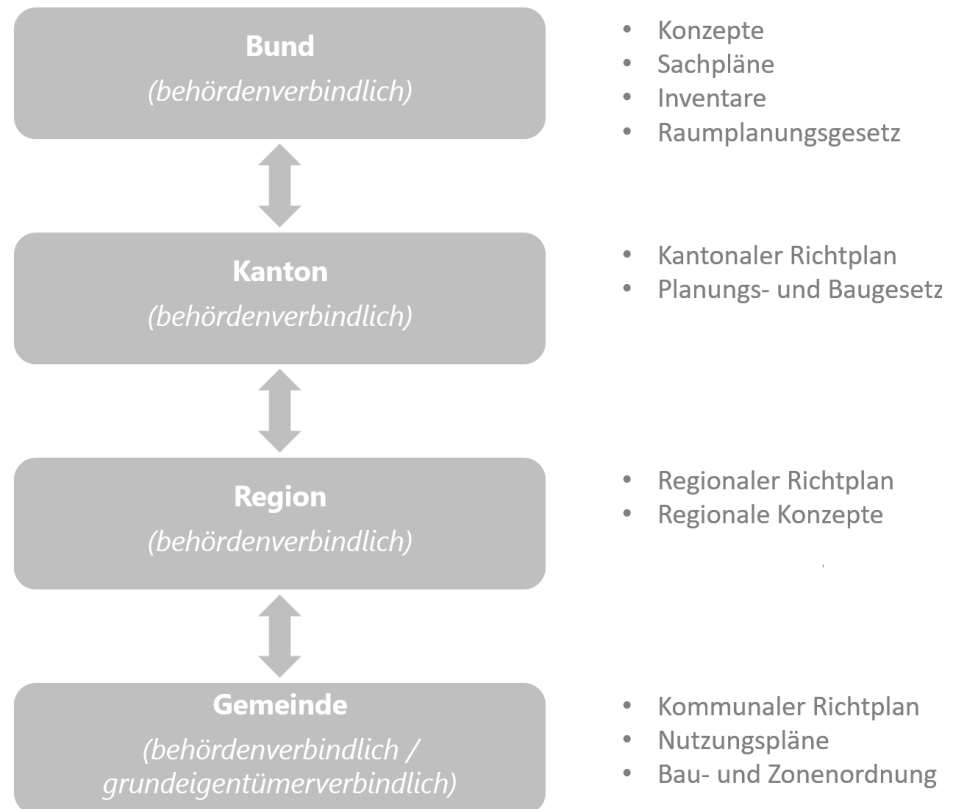 Bund
(behördenverbindlich)
• Konzepte
• Sachpläne
• Inventare
• Raumplanungsgesetz
Kanton
(behördenverbindlich)
• Kantonaler Richtplan
• Planungs- und Baugesetz
Region
(behördenverbindlich)
• Regionaler Richtplan
• Regionale Konzepte
Gemeinde
(behördenverbindlich /
grundeigentümerverbindlich)
• Kommunaler Richtplan
• Nutzungspläne
• Bau- und Zonenordnung